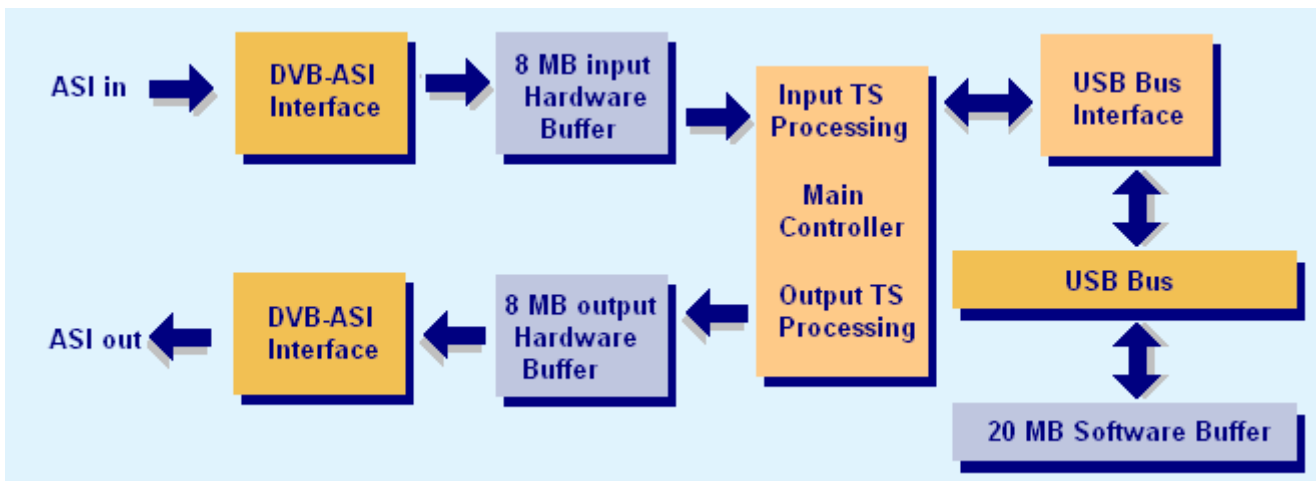 ASI in
DVB-ASI
Interface
8 MB input
Hardware
Buffer
Input TS
Processing
Main
Controller
Output TS
Processing
USB Bus
Interface
USB Bus
20 MB Software Buffer
8 MB output
Hardware
Buffer
DVB-ASI
Interface
ASI out